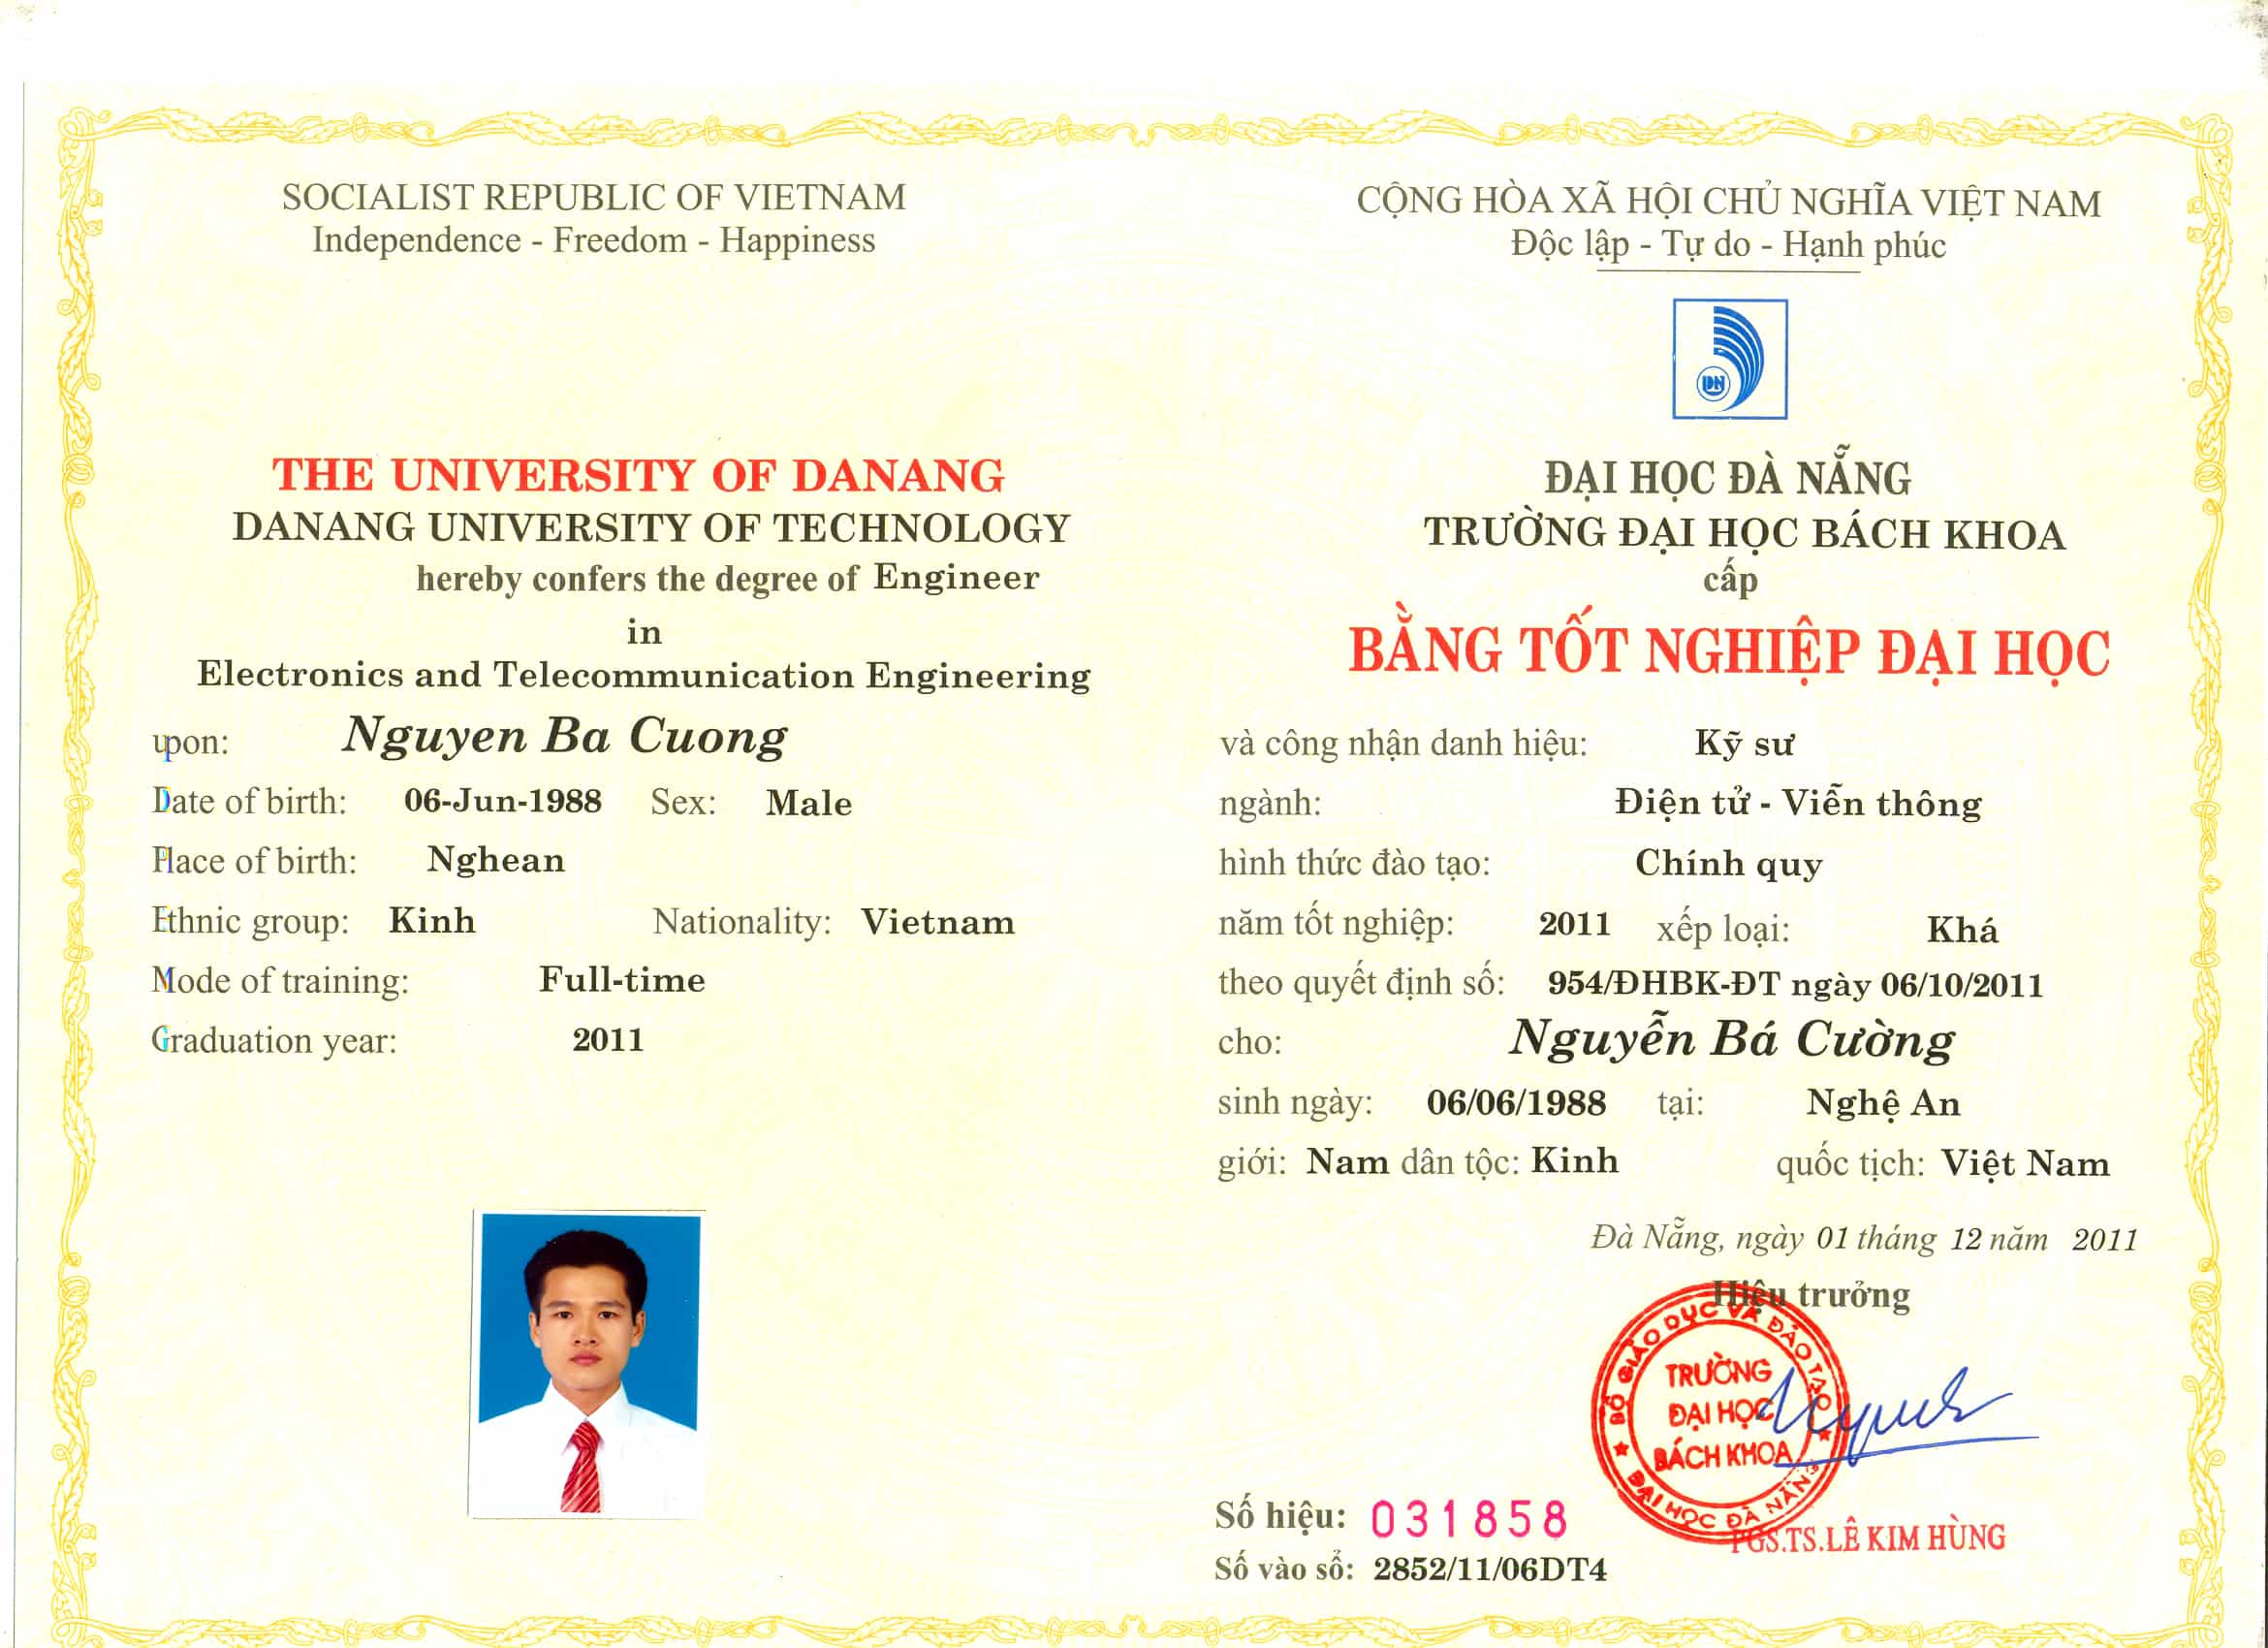 SOCIALIST REPUBLIC OF VIETNAM
Independence - Freedom - Happiness
THE UNIVERSITY OF DANANG
DANANG UNIVERSITY OF TECHNOLOGY
hereby confers the degree of Engineer
in
Electronics and Telecommunication Engineering
upon: Nguyen Ba Cuong
Date of birth: 06-Jun-1988 Sex: Male
Place of birth: Nghean
Ethnic group: Kinh Nationality: Vietnam
Mode of training: Full-time
Graduation year: 2011
CỘNG HÒA XÃ HỘI CHỦ NGHĨA VIỆT NAM
Độc lập - Tự do - Hạnh phúc
DN
ĐẠI HỌC ĐÀ NẴNG
TRƯỜNG ĐẠI HỌC BÁCH KHOA
cấp
BẰNG TỐT NGHIỆP ĐẠI HỌC
và công nhận danh hiệu: Kỹ sư
ngành: Điện tử - Viễn thông
hình thức đào tạo: Chính quy
năm tốt nghiệp: 2011 xếp loại: Khá
theo quyết định số: 954/ĐHBK-ĐT ngày 06/10/2011
cho: Nguyễn Bá Cường
sinh ngày: 06/06/1988 tại: Nghệ An
giới: Nam dân tộc: Kinh quốc tịch: Việt Nam
Đà Nẵng, ngày 01 tháng 12 năm 2011
Hiệu trưởng
BỘ GIÁO DỤC VÀ ĐÀO TẠO
TRƯỜNG
ĐẠI HỌC
BÁCH KHOA
ĐẠI HỌC ĐÀ NẴNG
PGS.TS.LÊ KIM HÙNG
Số hiệu: 031858
Số vào sổ: 2852/11/06DT4